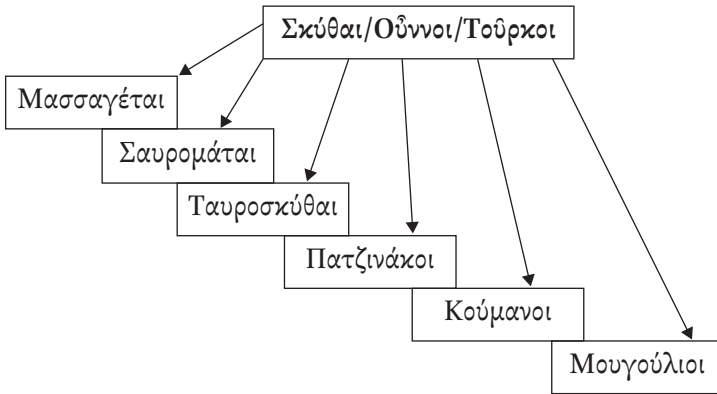 Σκύθαι/Οὖννοι/Τοῦρκοι
Μασσαγέται
Σαυρομάται
Ταυροσκύθαι
Πατζινάκοι
Κούμανοι
Μουγούλιοι